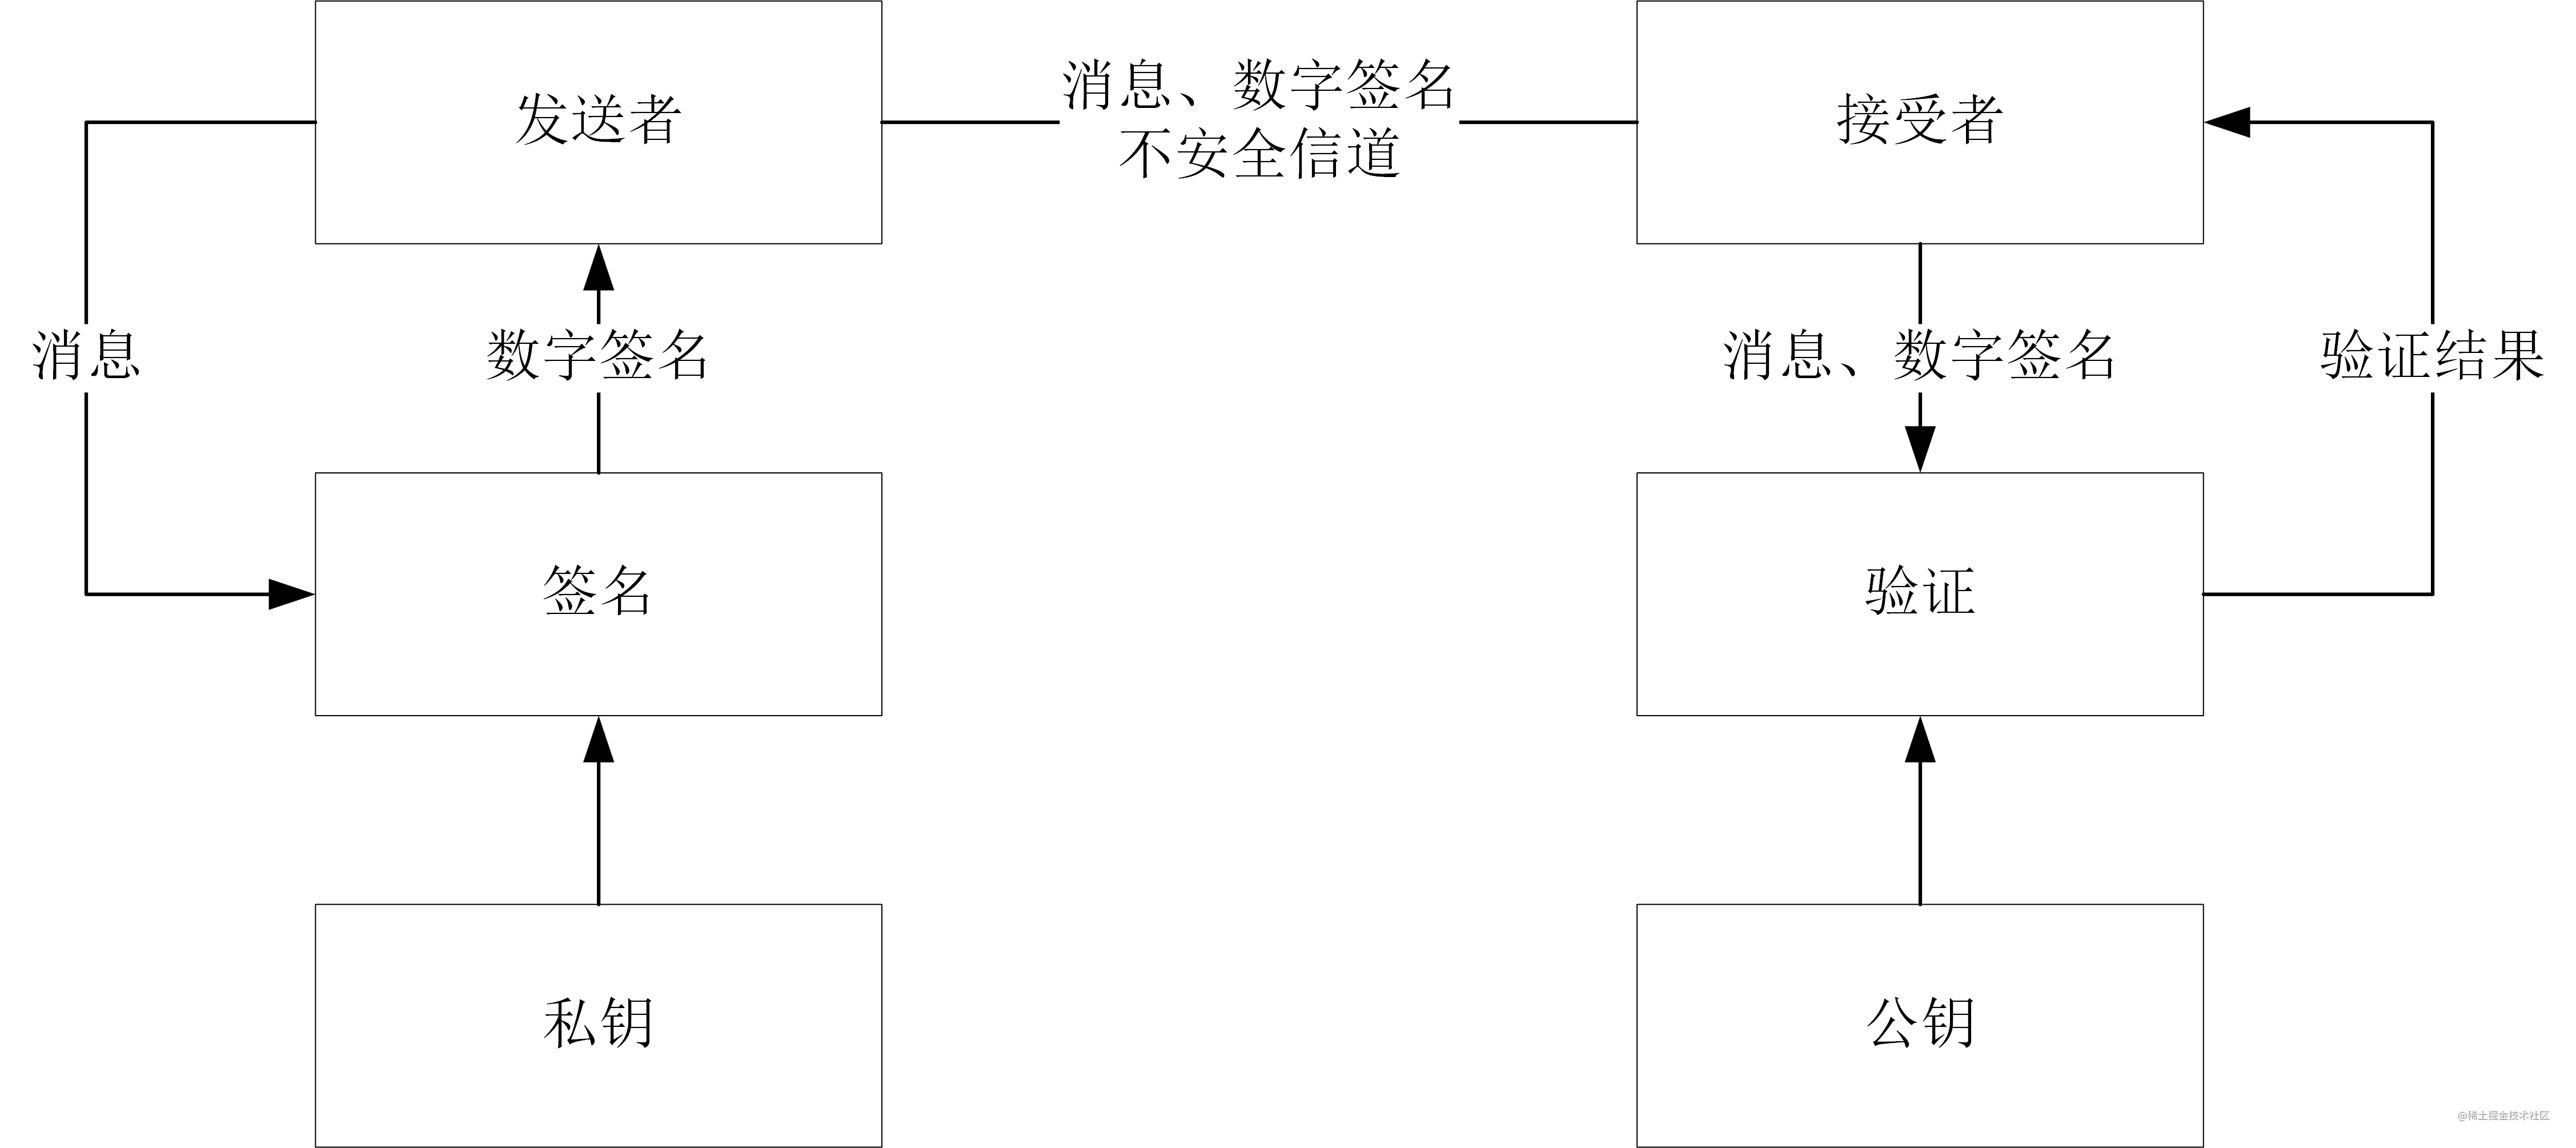 发送者
消息、数字签名
不安全信道
接受者
消息
数字签名
消息、数字签名
验证结果
签名
验证
私钥
公钥
@稀土掘金技术社区